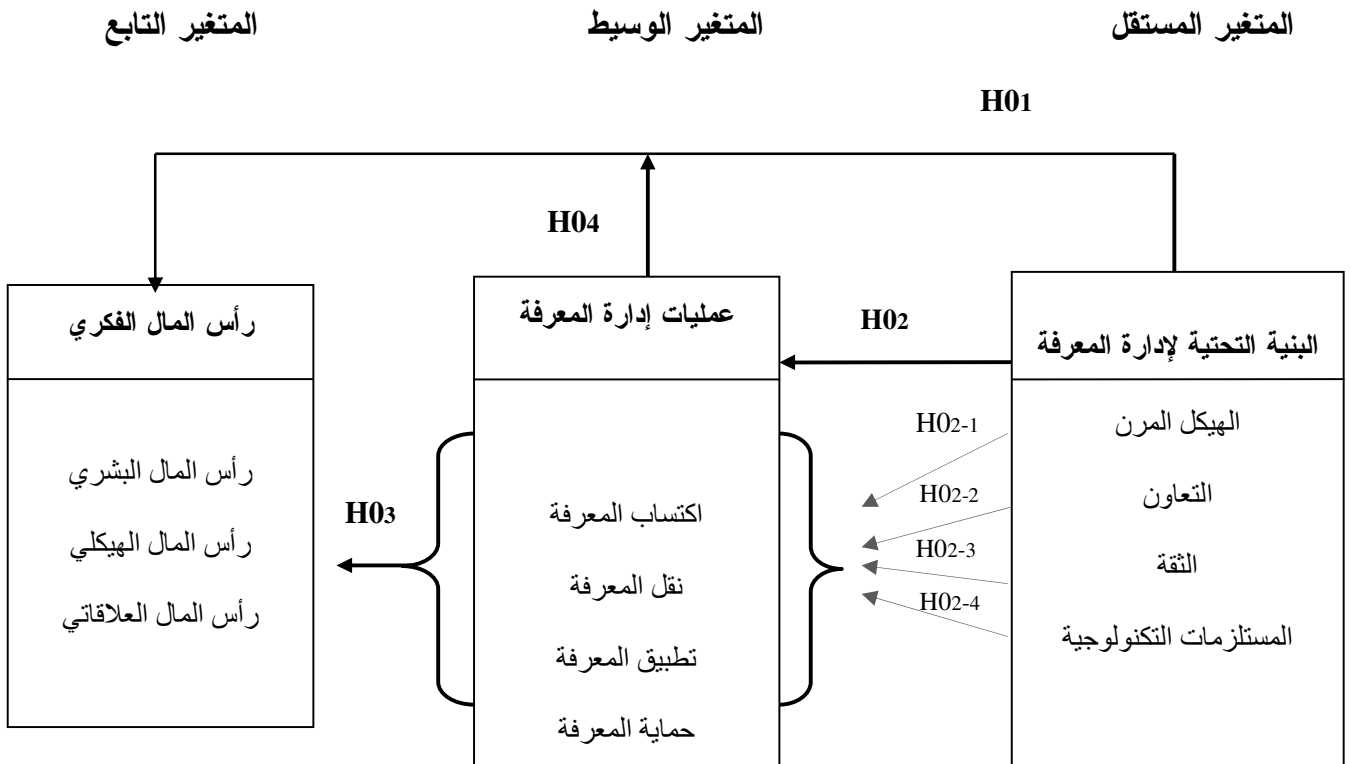 المتغير المستقل
المتغير الوسيط
المتغير التابع
H01
H04
H02
البنية التحتية لإدارة المعرفة
الهيكل المرن
التعاون
الثقة
المستلزمات التكنولوجية
H02-1
H02-2
H02-3
H02-4
عمليات إدارة المعرفة
اكتساب المعرفة
نقل المعرفة
تطبيق المعرفة
حماية المعرفة
H03
رأس المال الفكري
رأس المال البشري
رأس المال الهيكلي
رأس المال العلاقاتي